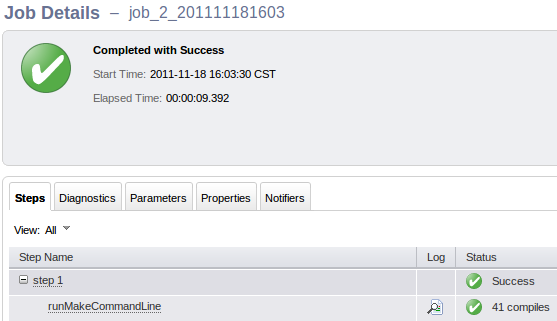 Job Details – job_2_201111181603
Completed with Success
Start Time: 2011-11-18 16:03:30 CST
Elapsed Time: 00:00:09.392
Steps Diagnostics Parameters Properties Notifiers
View: All
Step Name Log Status
step 1 Success
runMakeCommandLine 41 compiles